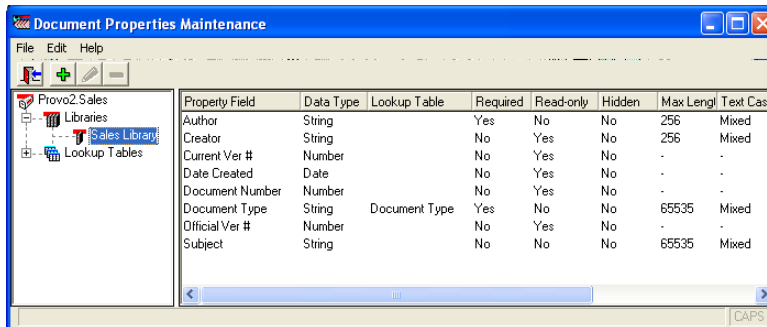 Document Properties Maintenance
File Edit Help
Provo2.Sales
Libraries
Sales Library
Lookup Tables
Property Field Data Type Lookup Table Required Read-only Hidden Max Lengl Text Cas
Author String Yes No No 256 Mixed
Creator String No Yes No 256 Mixed
Current Ver # Number No Yes No - -
Date Created Date No Yes No - -
Document Number Number No Yes No - -
Document Type String Document Type Yes No No 65535 Mixed
Official Ver # Number No Yes No - -
Subject String No No No 65535 Mixed
CAPS